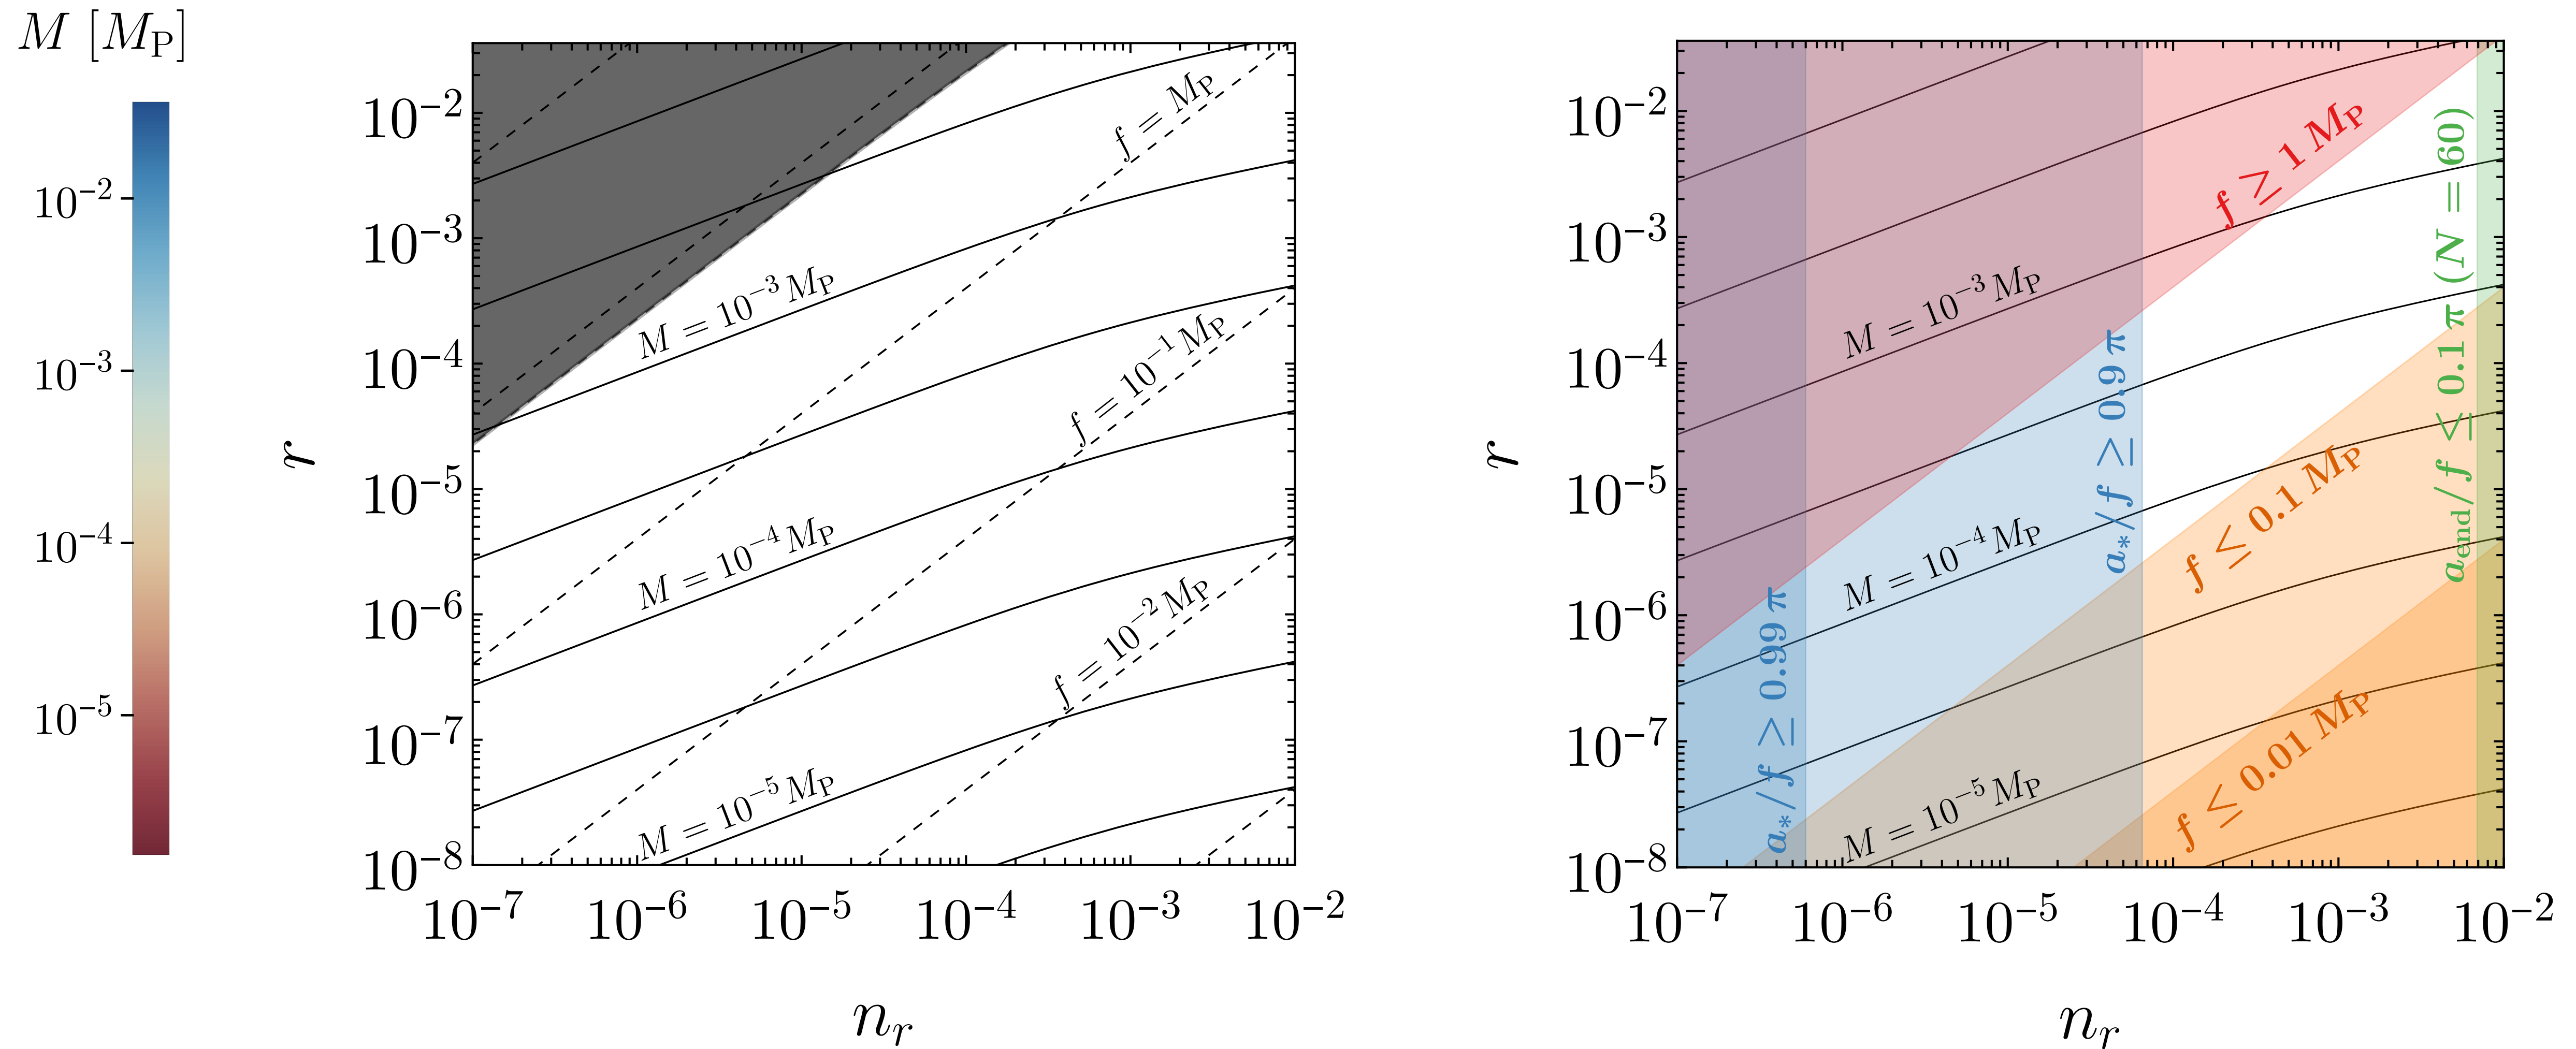 M [M_P]
10^{-2}
10^{-3}
10^{-4}
10^{-5}
r
10^{-2}
10^{-3}
10^{-4}
10^{-5}
10^{-6}
10^{-7}
10^{-8}
f = M_P
M = 10^{-3} M_P
f = 10^{-1} M_P
M = 10^{-4} M_P
f = 10^{-2} M_P
M = 10^{-5} M_P
10^{-7} 10^{-6} 10^{-5} 10^{-4} 10^{-3} 10^{-2}
n_r
r
10^{-2}
10^{-3}
10^{-4}
10^{-5}
10^{-6}
10^{-7}
10^{-8}
f ≥ 1 M_P
M = 10^{-3} M_P
a_*/f ≥ 0.9 π
a_end/f ≤ 0.1 π (N = 60)
f ≤ 0.1 M_P
M = 10^{-4} M_P
a_*/f ≥ 0.99 π
f ≤ 0.01 M_P
M = 10^{-5} M_P
10^{-7} 10^{-6} 10^{-5} 10^{-4} 10^{-3} 10^{-2}
n_r